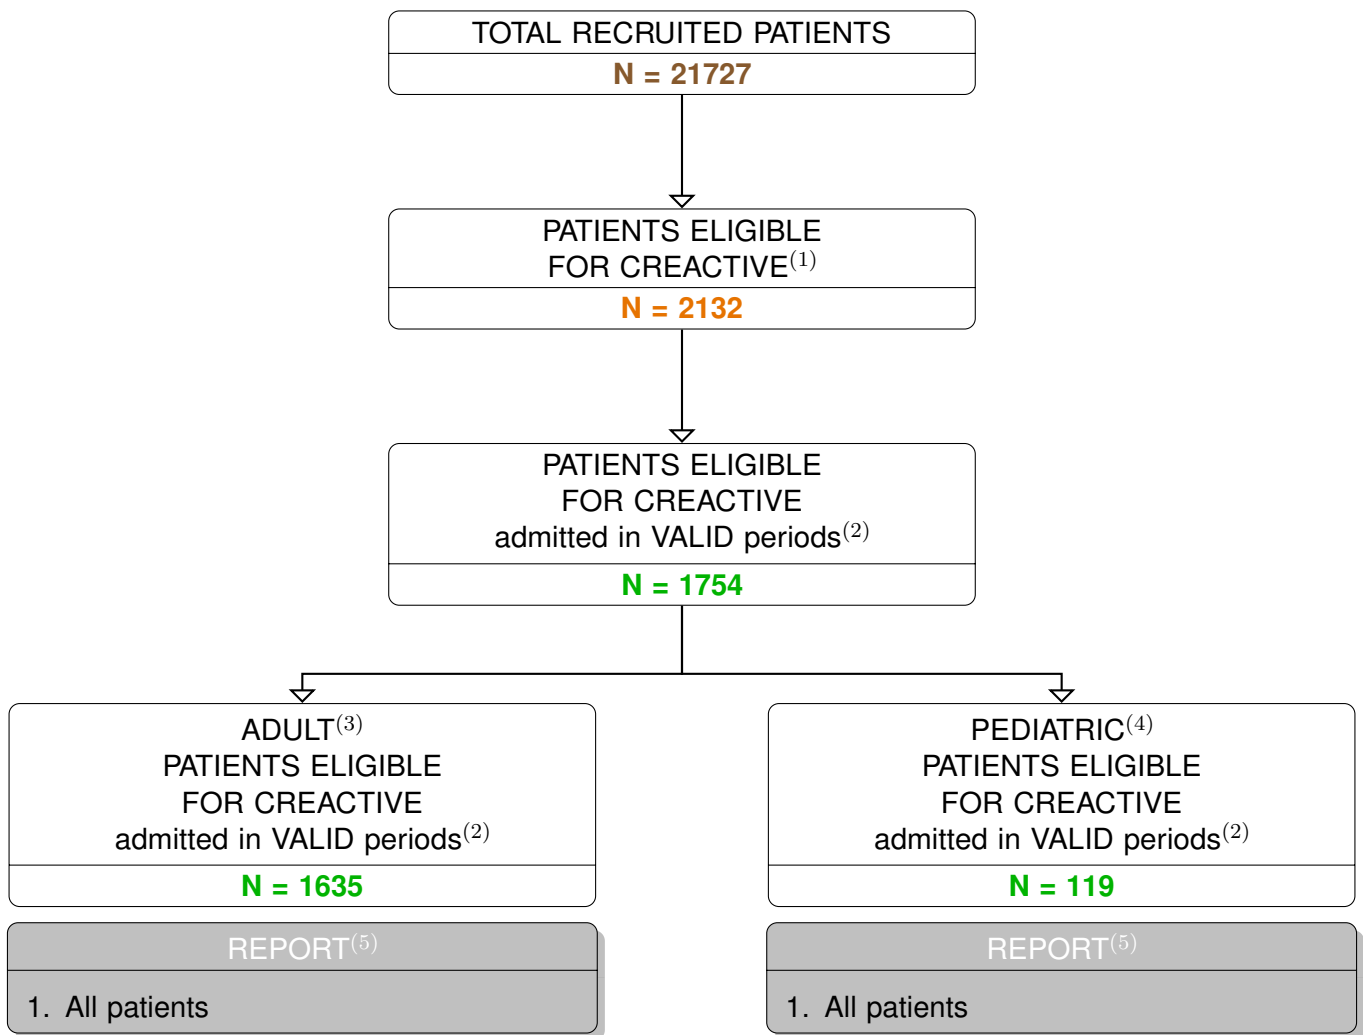 TOTAL RECRUITED PATIENTS
N = 21727
PATIENTS ELIGIBLE
FOR CREACTIVE(1)
N = 2132
PATIENTS ELIGIBLE
FOR CREACTIVE
admitted in VALID periods(2)
N = 1754
ADULT(3)
PATIENTS ELIGIBLE
FOR CREACTIVE
admitted in VALID periods(2)
N = 1635
REPORT(5)
1. All patients
PEDIATRIC(4)
PATIENTS ELIGIBLE
FOR CREACTIVE
admitted in VALID periods(2)
N = 119
REPORT(5)
1. All patients